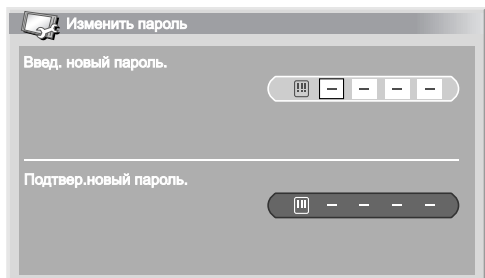 Изменить пароль
Введ. новый пароль.
– – – –
Подтвер.новый пароль.
– – – –